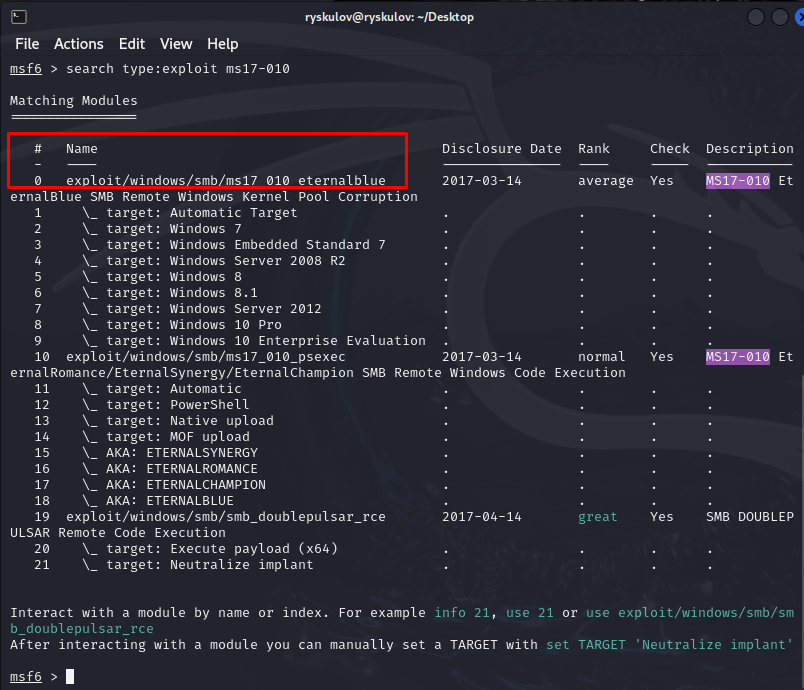 ryskulov@ryskulov: ~/Desktop
File Actions Edit View Help
msf6 > search type:exploit ms17-010
Matching Modules
================
# Name Disclosure Date Rank Check Description
- ---- --------------- ---- ----- -----------
0 exploit/windows/smb/ms17_010_eternalblue 2017-03-14 average Yes MS17-010 Et
ernalBlue SMB Remote Windows Kernel Pool Corruption
1 \_ target: Automatic Target . . . .
2 \_ target: Windows 7 . . . .
3 \_ target: Windows Embedded Standard 7 . . . .
4 \_ target: Windows Server 2008 R2 . . . .
5 \_ target: Windows 8 . . . .
6 \_ target: Windows 8.1 . . . .
7 \_ target: Windows Server 2012 . . . .
8 \_ target: Windows 10 Pro . . . .
9 \_ target: Windows 10 Enterprise Evaluation . . . .
10 exploit/windows/smb/ms17_010_psexec 2017-03-14 normal Yes MS17-010 Et
ernalRomance/EternalSynergy/EternalChampion SMB Remote Windows Code Execution
11 \_ target: Automatic . . . .
12 \_ target: PowerShell . . . .
13 \_ target: Native upload . . . .
14 \_ target: MOF upload . . . .
15 \_ AKA: ETERNALSYNERGY . . . .
16 \_ AKA: ETERNALROMANCE . . . .
17 \_ AKA: ETERNALCHAMPION . . . .
18 \_ AKA: ETERNALBLUE . . . .
19 exploit/windows/smb/smb_doublepulsar_rce 2017-04-14 great Yes SMB DOUBLEP
ULSAR Remote Code Execution
20 \_ target: Execute payload (x64) . . . .
21 \_ target: Neutralize implant . . . .
Interact with a module by name or index. For example info 21, use 21 or use exploit/windows/smb/sm
b_doublepulsar_rce
After interacting with a module you can manually set a TARGET with set TARGET 'Neutralize implant'
msf6 >